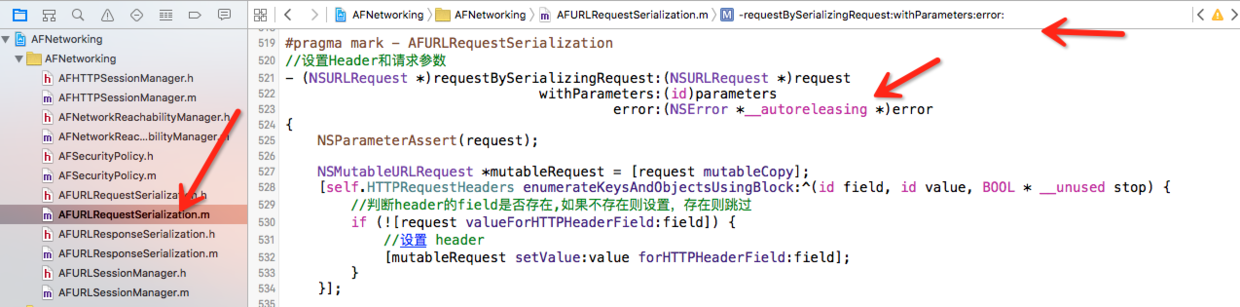 AFNetworking
AFNetworking
AFURLRequestSerialization.m
M
-requestBySerializingRequest:withParameters:error:
AFNetworking
AFNetworking
h AFHTTPSessionManager.h
m AFHTTPSessionManager.m
h AFNetworkReachabilityManager.h
m AFNetworkReac...bilityManager.m
h AFSecurityPolicy.h
m AFSecurityPolicy.m
h AFURLRequestSerialization.h
m AFURLRequestSerialization.m
h AFURLResponseSerialization.h
m AFURLResponseSerialization.m
h AFURLSessionManager.h
m AFURLSessionManager.m
519 #pragma mark - AFURLRequestSerialization
520 //设置Header和请求参数
521 - (NSURLRequest *)requestBySerializingRequest:(NSURLRequest *)request
522 withParameters:(id)parameters
523 error:(NSError *__autoreleasing *)error
524 {
525 NSParameterAssert(request);
526
527 NSMutableURLRequest *mutableRequest = [request mutableCopy];
528 [self.HTTPRequestHeaders enumerateKeysAndObjectsUsingBlock:^(id field, id value, BOOL * __unused stop) {
529 //判断header的field是否存在,如果不存在则设置，存在则跳过
530 if (![request valueForHTTPHeaderField:field]) {
531 //设置 header
532 [mutableRequest setValue:value forHTTPHeaderField:field];
533 }
534 }];
535